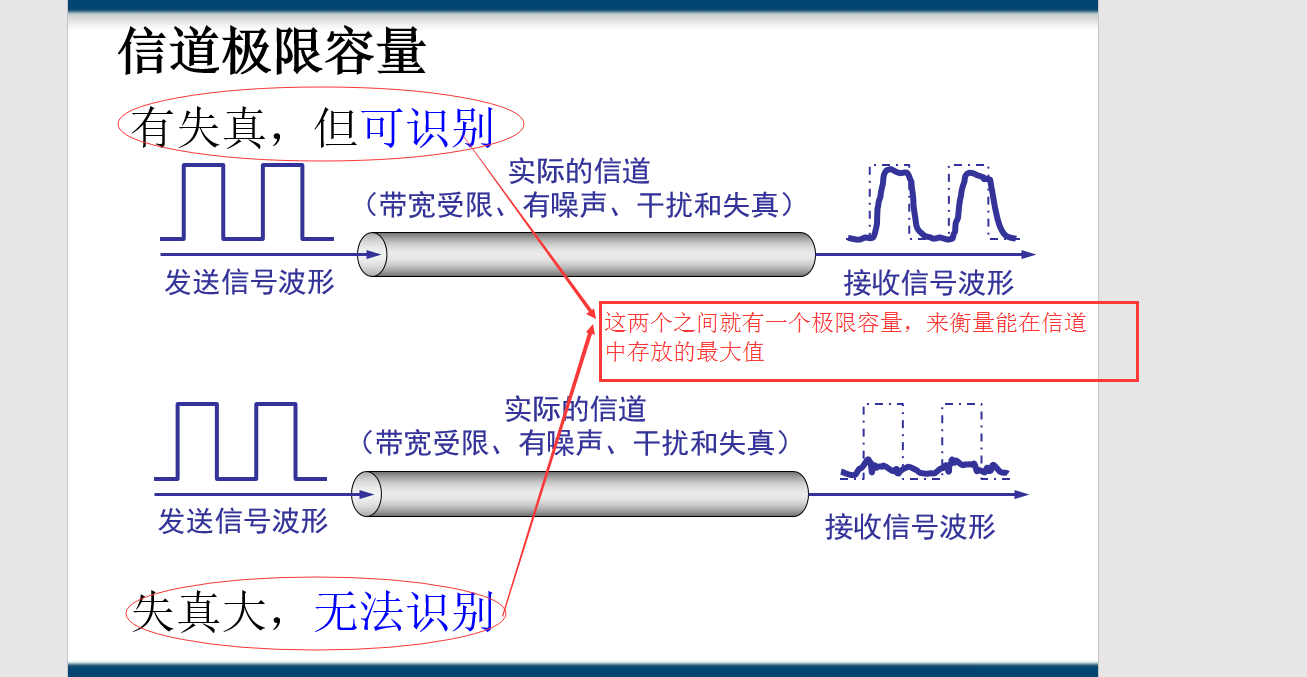 信道极限容量
有失真，但可识别
实际的信道
（带宽受限、有噪声、干扰和失真）
发送信号波形
接收信号波形
这两个之间就有一个极限容量，来衡量能在信道
中存放的最大值
实际的信道
（带宽受限、有噪声、干扰和失真）
发送信号波形
接收信号波形
失真大，无法识别